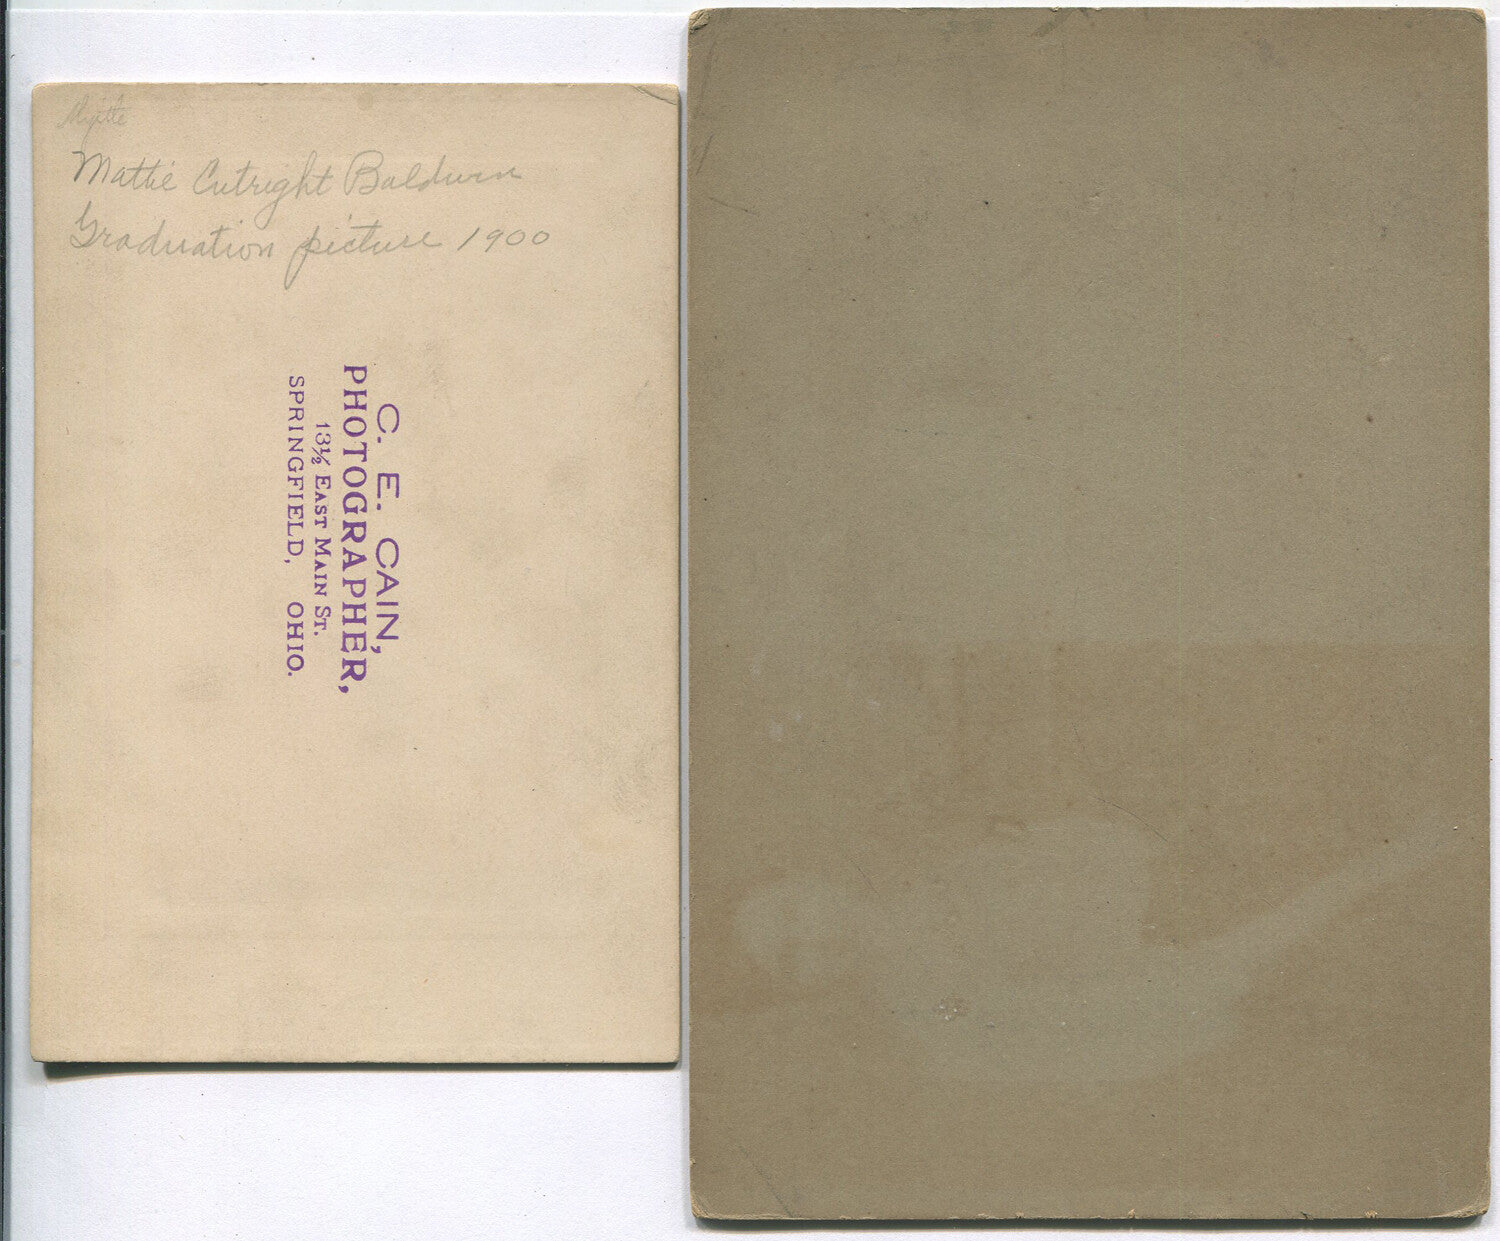 Mattie Cutright Baldwin
Graduation picture 1900
C. E. CAIN,
PHOTOGRAPHER,
13½ EAST MAIN ST.
SPRINGFIELD, OHIO.